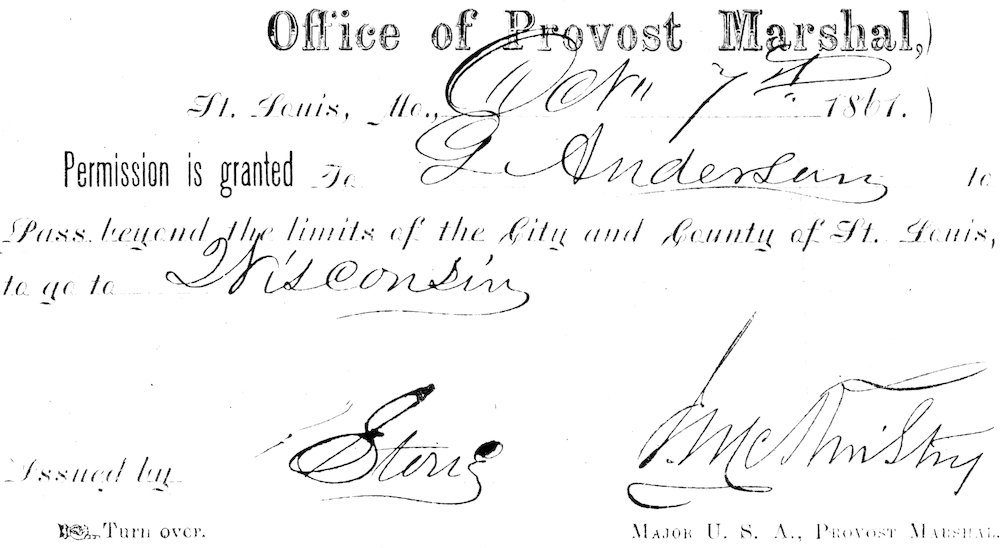 Office of Provost Marshal,)
St. Louis, Mo., Oct. 7th 1861.)
Permission is granted To G Anderson to
Pass beyond the limits of the City and County of St. Louis,
to go to Wisconsin
Issued by J. McKinstry
Turn over.
MAJOR U. S. A., PROVOST MARSHAL.